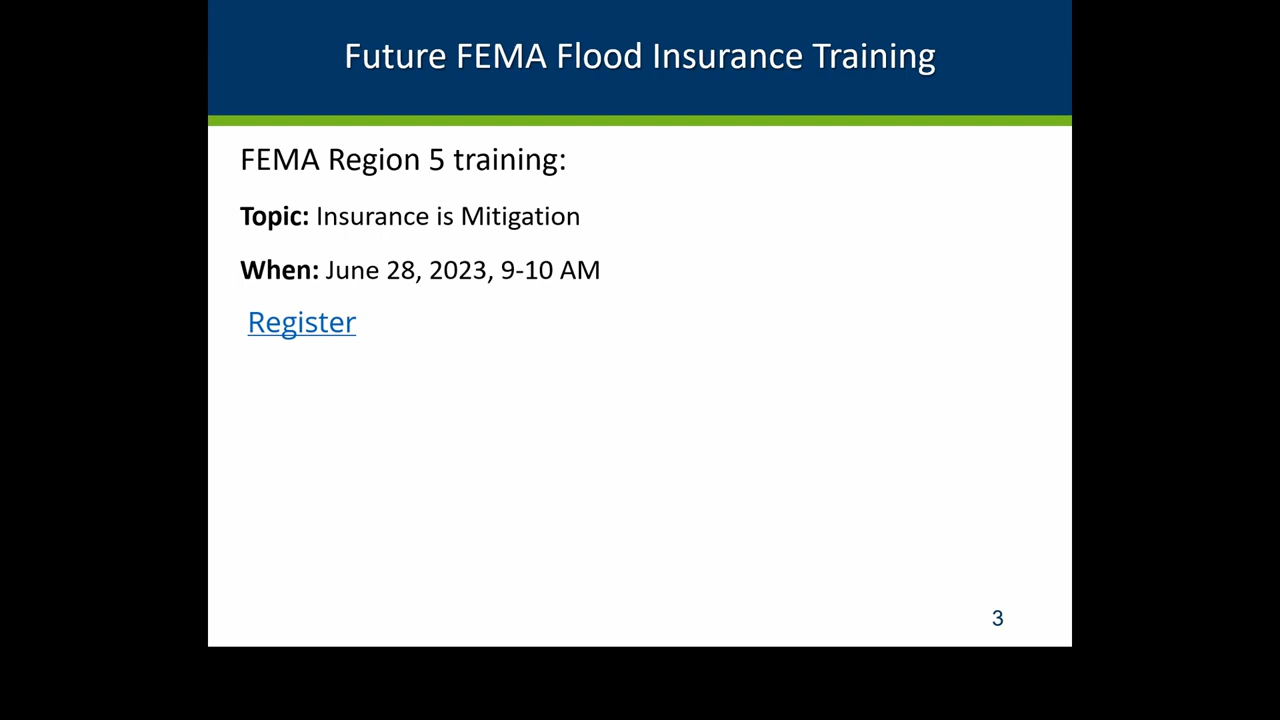 Future FEMA Flood Insurance Training
FEMA Region 5 training:
Topic: Insurance is Mitigation
When: June 28, 2023, 9-10 AM
Register
3